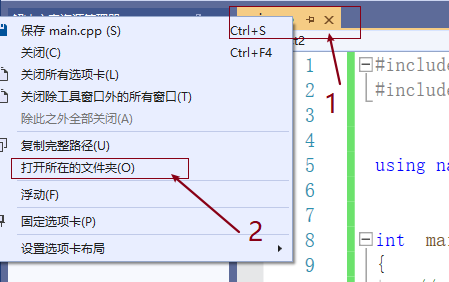 保存 main.cpp (S) Ctrl+S
关闭(C) Ctrl+F4
关闭所有选项卡(L)
关闭除工具窗口外的所有窗口(T)
除此之外全部关闭(A)
复制完整路径(U)
打开所在的文件夹(O)
浮动(F)
固定选项卡(P)
设置选项卡布局
1
2
t2
1 #include
2 #include
3
4
5 using na
6
7
8 int mai
9 {